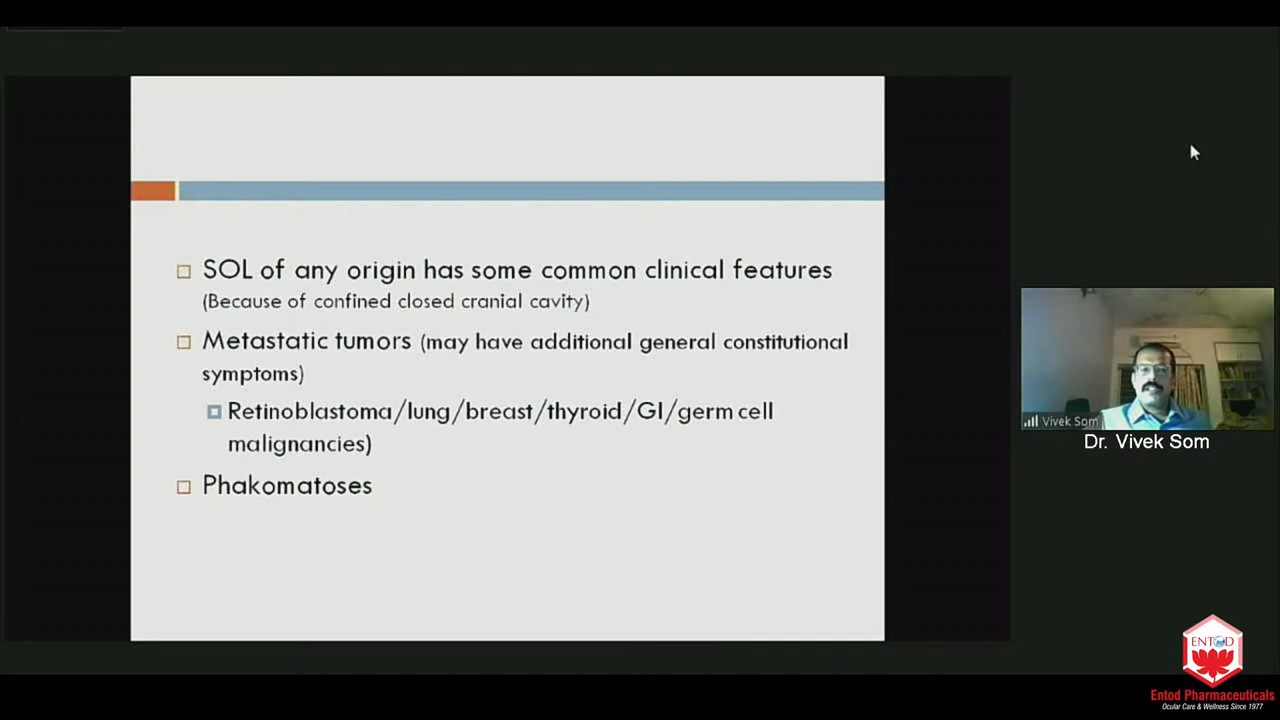 SOL of any origin has some common clinical features
(Because of confined closed cranial cavity)
Metastatic tumors (may have additional general constitutional
symptoms)
Retinoblastoma/lung/breast/thyroid/GI/germ cell
malignancies)
Phakomatoses
Vivek Som
Dr. Vivek Som
ENTOD
Entod Pharmaceuticals
Ocular Care & Wellness Since 1977